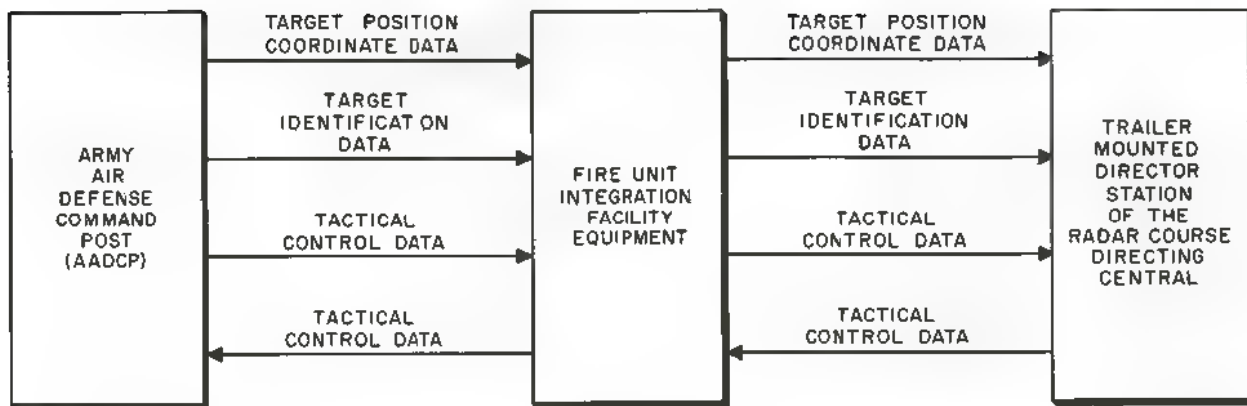 ARMY
AIR
DEFENSE
COMMAND
POST
(AADCP)
TARGET POSITION
COORDINATE DATA
TARGET
IDENTIFICATION
DATA
TACTICAL
CONTROL DATA
TACTICAL
CONTROL DATA
FIRE UNIT
INTEGRATION
FACILITY
EQUIPMENT
TARGET POSITION
COORDINATE DATA
TARGET
IDENTIFICATION
DATA
TACTICAL
CONTROL DATA
TACTICAL
CONTROL DATA
TRAILER
MOUNTED
DIRECTOR
STATION
OF THE
RADAR COURSE
DIRECTING
CENTRAL